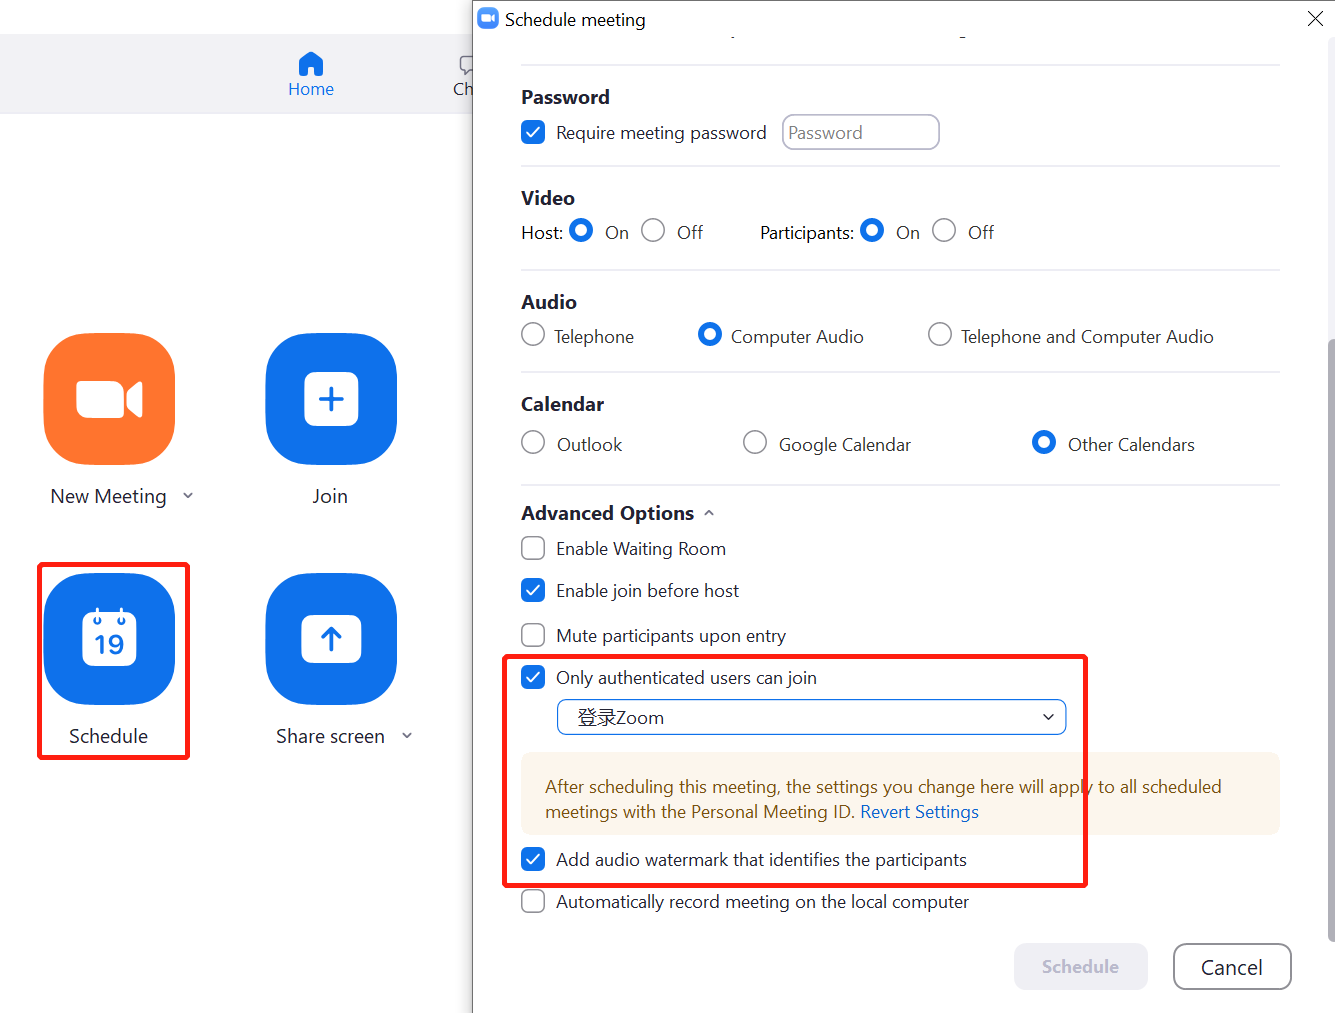 Schedule meeting
Home
Ch
Password
Require meeting password
Password
Video
Host: On Off Participants: On Off
Audio
Telephone Computer Audio Telephone and Computer Audio
Calendar
Outlook Google Calendar Other Calendars
New Meeting
Join
Advanced Options
Enable Waiting Room
Enable join before host
19
Mute participants upon entry
Only authenticated users can join
登录Zoom
Schedule
Share screen
After scheduling this meeting, the settings you change here will apply to all scheduled
meetings with the Personal Meeting ID. Revert Settings
Add audio watermark that identifies the participants
Automatically record meeting on the local computer
Schedule
Cancel